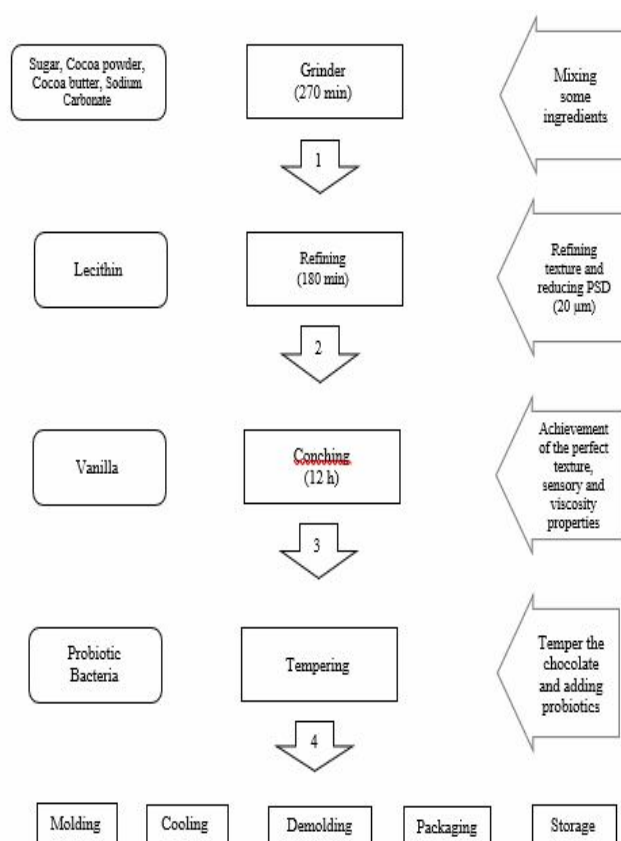 Sugar, Cocoa powder,
Cocoa butter, Sodium
Carbonate
Grinder
(270 min)
Mixing
some
ingredients
1
Lecithin
Refining
(180 min)
Refining
texture and
reducing PSD
(20 µm)
2
Vanilla
Conching
(12 h)
Achievement
of the perfect
texture,
sensory and
viscosity
properties
3
Probiotic
Bacteria
Tempering
Temper the
chocolate
and adding
probiotics
4
Molding
Cooling
Demolding
Packaging
Storage